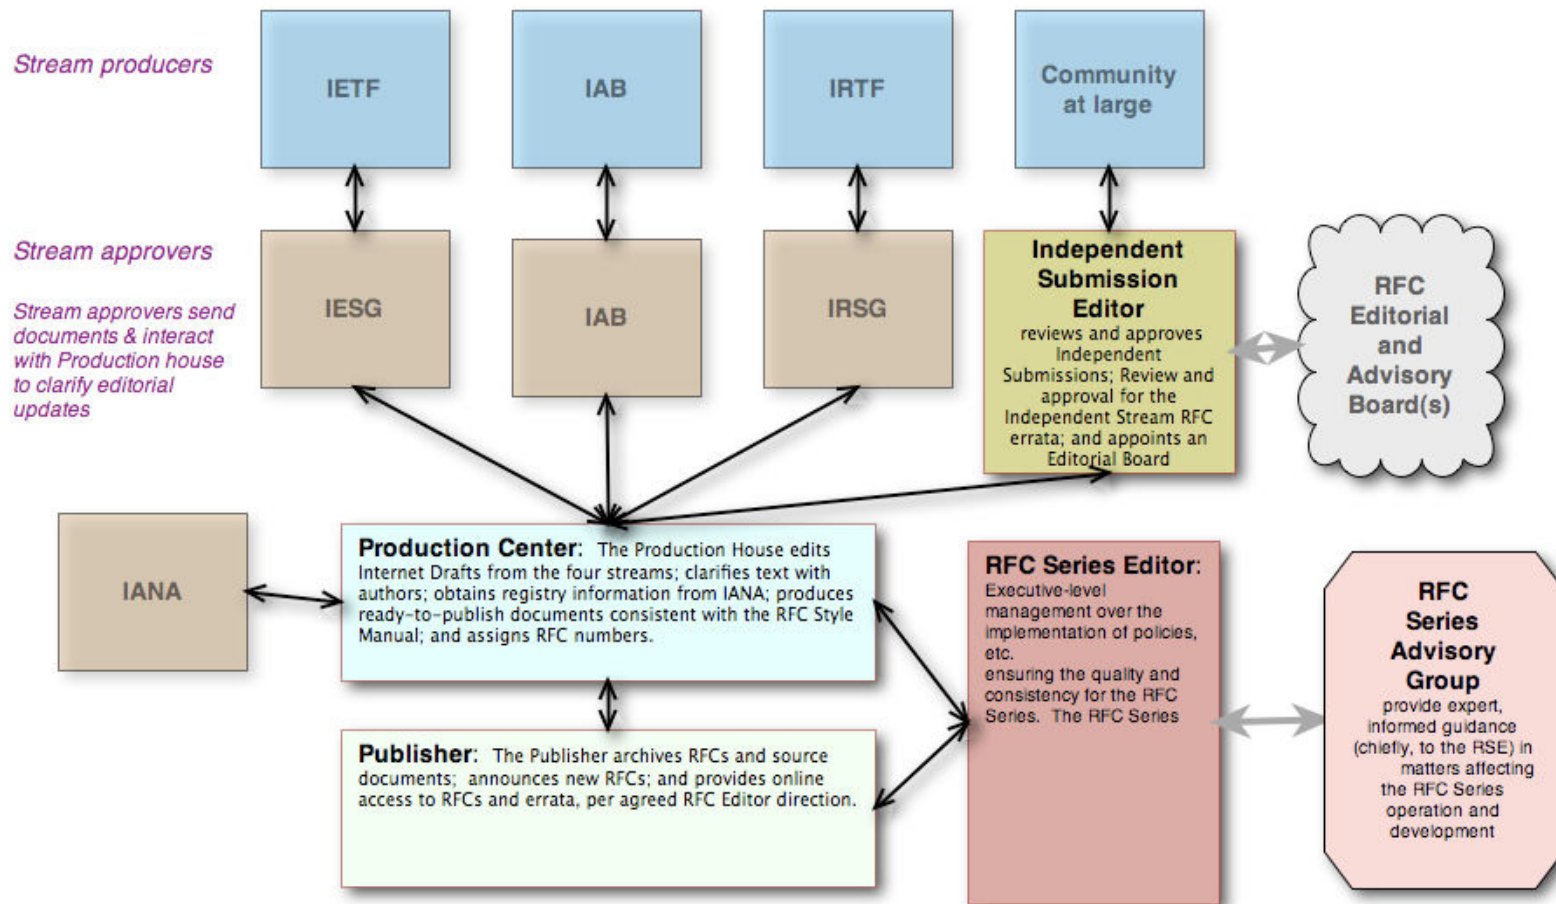 Stream producers
IETF
IAB
IRTF
Community
at large
Stream approvers
Stream approvers send
documents & interact
with Production house
to clarify editorial
updates
IESG
IAB
IRSG
Independent
Submission
Editor
reviews and approves
Independent
Submissions; Review and
approval for the
Independent Stream RFC
errata; and appoints an
Editorial Board
RFC
Editorial
and
Advisory
Board(s)
IANA
Production Center: The Production House edits
Internet Drafts from the four streams; clarifies text with
authors; obtains registry information from IANA; produces
ready-to-publish documents consistent with the RFC Style
Manual; and assigns RFC numbers.
Publisher: The Publisher archives RFCs and source
documents; announces new RFCs; and provides online
access to RFCs and errata, per agreed RFC Editor direction.
RFC Series Editor:
Executive-level
management over the
implementation of policies,
etc.
ensuring the quality and
consistency for the RFC
Series. The RFC Series
RFC
Series
Advisory
Group
provide expert,
informed guidance
(chiefly, to the RSE) in
matters affecting
the RFC Series
operation and
development